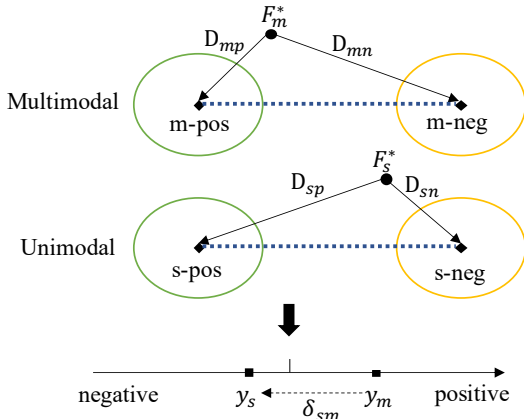 F*m
Dmp
Dmn
Multimodal
m-pos
m-neg
F*s
Dsp
Dsn
Unimodal
s-pos
s-neg
negative
ys
δsm
ym
positive